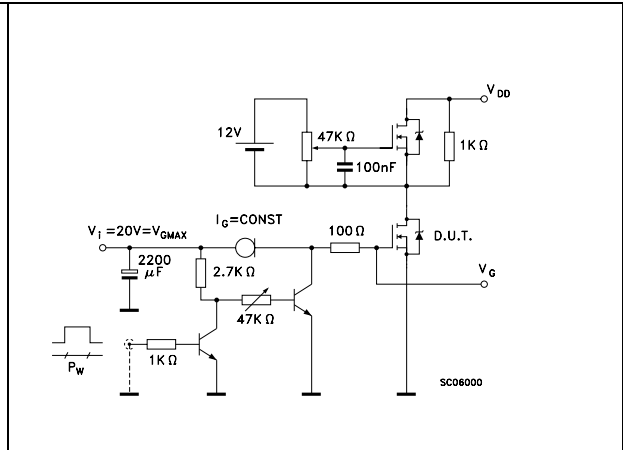 V DD
12V
47K Ω
1K Ω
100nF
V i =20V=V GMAX
I G =CONST
100 Ω
D.U.T.
2200
μF
2.7K Ω
V G
47K Ω
1K Ω
P W
SC06000